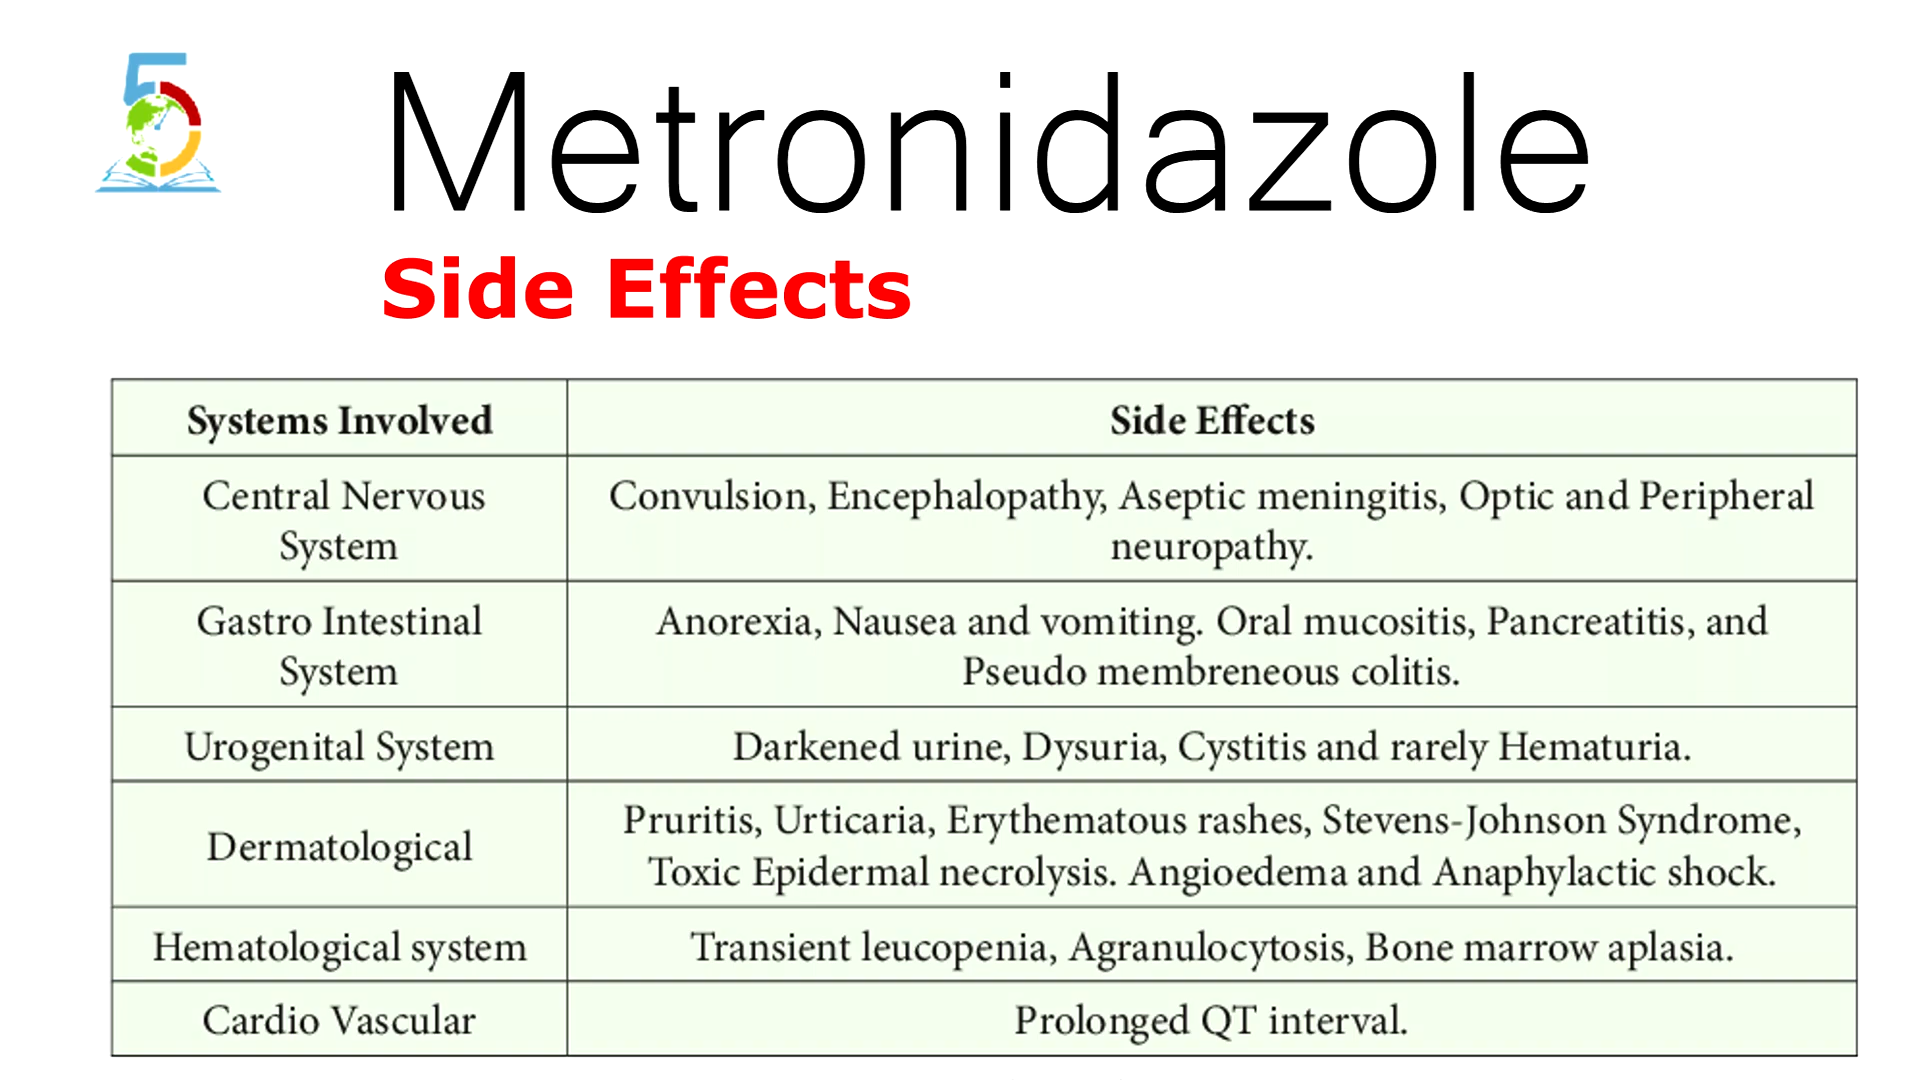 5
Metronidazole
Side Effects
Systems Involved
Side Effects
Central Nervous
System
Convulsion, Encephalopathy, Aseptic meningitis, Optic and Peripheral
neuropathy.
Gastro Intestinal
System
Anorexia, Nausea and vomiting. Oral mucositis, Pancreatitis, and
Pseudo membreneous colitis.
Urogenital System
Darkened urine, Dysuria, Cystitis and rarely Hematuria.
Dermatological
Pruritis, Urticaria, Erythematous rashes, Stevens-Johnson Syndrome,
Toxic Epidermal necrolysis. Angioedema and Anaphylactic shock.
Hematological system
Transient leucopenia, Agranulocytosis, Bone marrow aplasia.
Cardio Vascular
Prolonged QT interval.